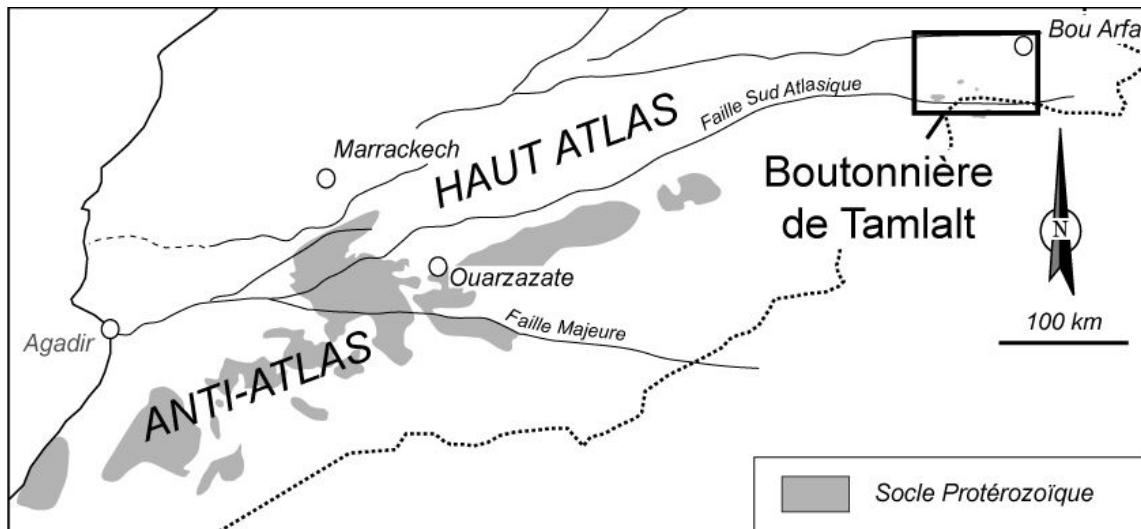 Bou Arfa
Faille Sud Atlasique
HAUT ATLAS
Marrackech
Boutonnière
de Tamlalt
N
Ouarzazate
100 km
Agadir
Faille Majeure
ANTI-ATLAS
Socle Protérozoïque